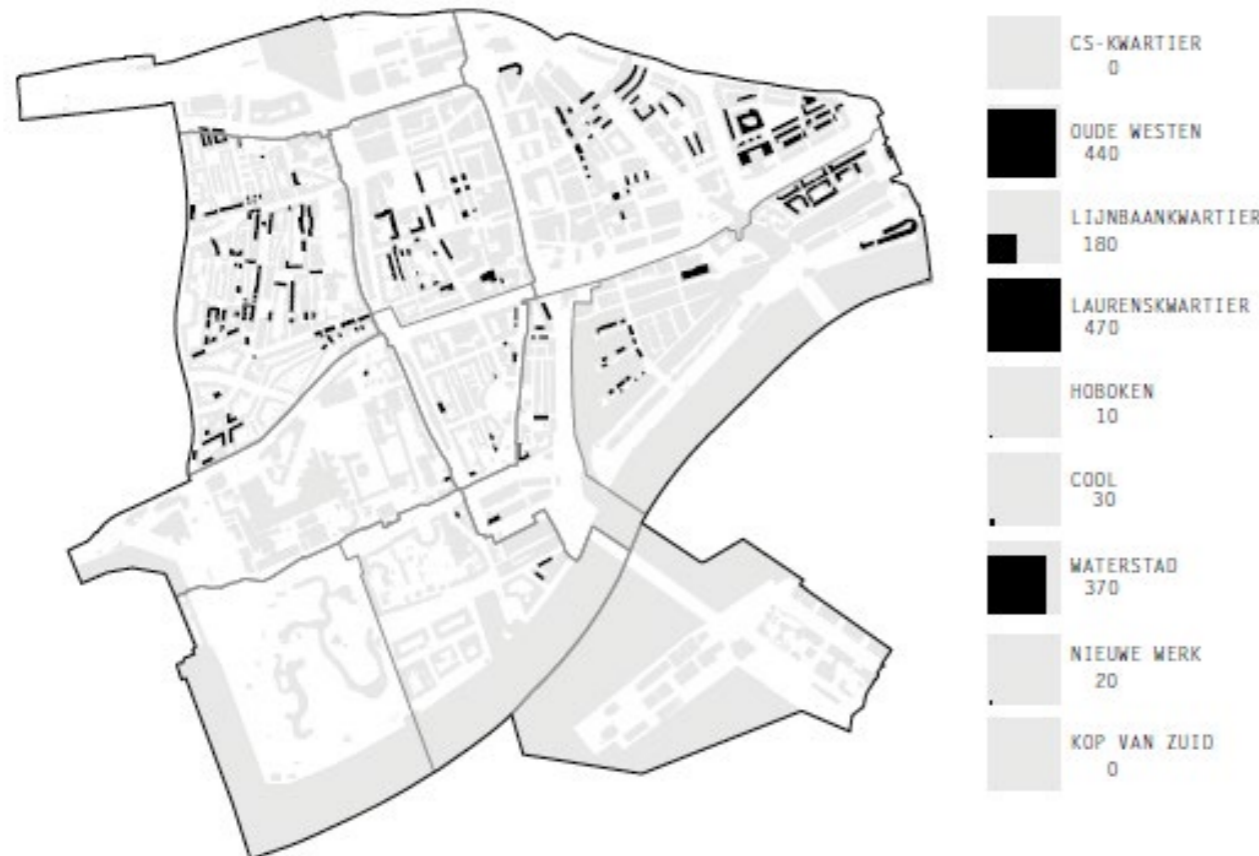 CS-KWARTIER
0
OUDE WESTEN
440
LIJNBAANKWARTIER
180
LAURENSKWARTIER
470
HOBOKEN
10
COOL
30
WATERSTAD
370
NIEUWE WERK
20
KOP VAN ZUID
0